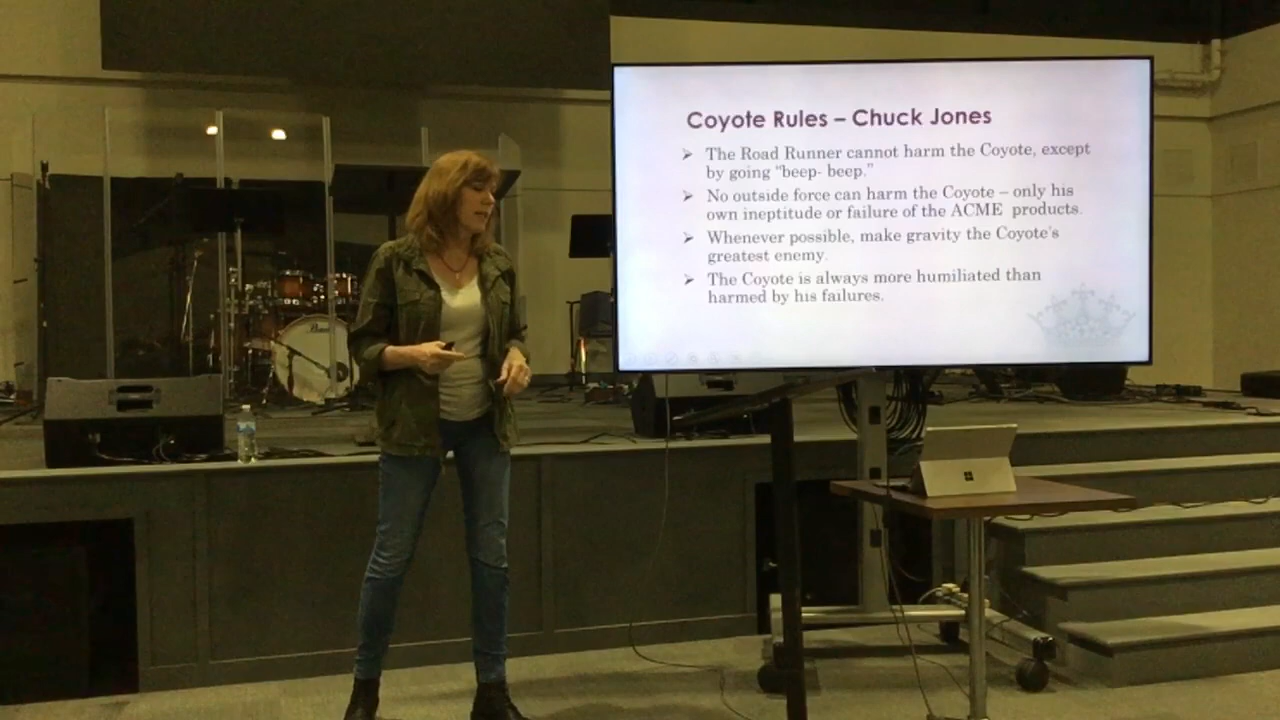 Coyote Rules – Chuck Jones
➢ The Road Runner cannot harm the Coyote, except
by going "beep- beep."
➢ No outside force can harm the Coyote – only his
own ineptitude or failure of the ACME products.
➢ Whenever possible, make gravity the Coyote's
greatest enemy.
➢ The Coyote is always more humiliated than
harmed by his failures.